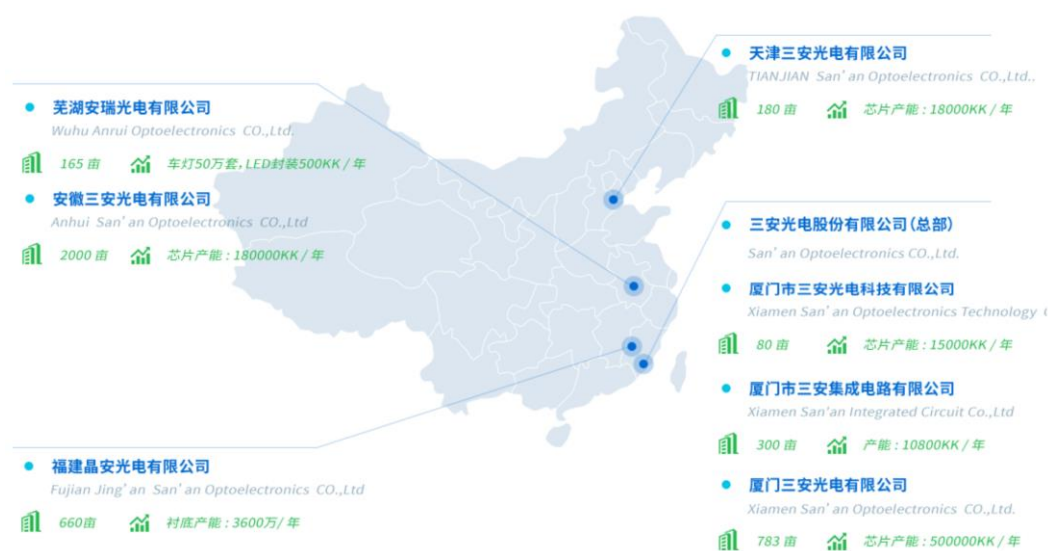 芜湖安瑞光电有限公司
Wuhu Anrui Optoelectronics CO.,Ltd.
165 亩 车灯50万套，LED封装500KK / 年
安徽三安光电有限公司
Anhui San'an Optoelectronics CO.,Ltd
2000 亩 芯片产能 : 180000KK / 年
福建晶安光电有限公司
Fujian Jing'an San'an Optoelectronics CO.,Ltd
660亩 衬底产能 : 3600万/ 年
天津三安光电有限公司
TIANJIAN San'an Optoelectronics CO.,Ltd..
180 亩 芯片产能 : 18000KK / 年
三安光电股份有限公司（总部）
San'an Optoelectronics CO.,Ltd.
厦门市三安光电科技有限公司
Xiamen San'an Optoelectronics Technology
80 亩 芯片产能 : 15000KK / 年
厦门市三安集成电路有限公司
Xiamen San'an Integrated Circuit Co.,Ltd
300 亩 产能 : 10800KK / 年
厦门三安光电有限公司
Xiamen San'an Optoelectronics CO.,Ltd.
783 亩 芯片产能 : 500000KK / 年